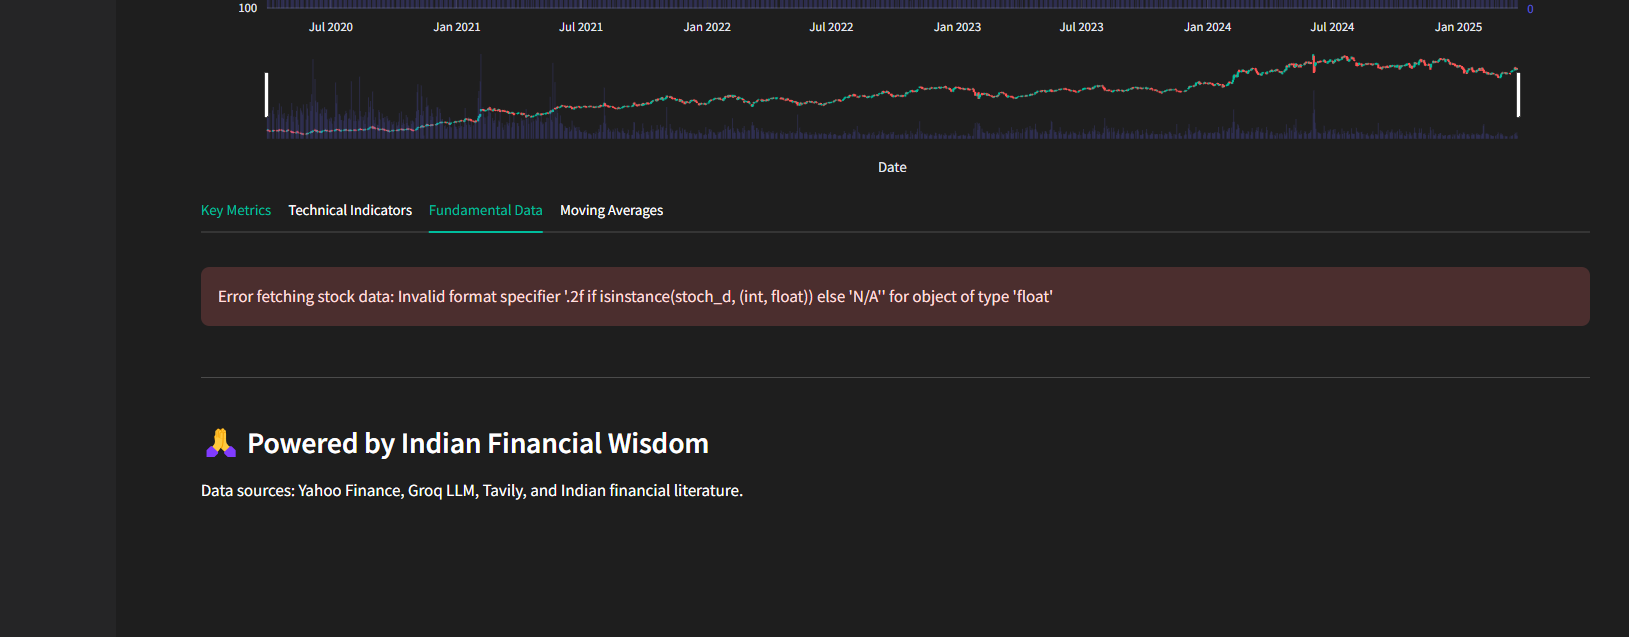 100
0
Jul 2020 Jan 2021 Jul 2021 Jan 2022 Jul 2022 Jan 2023 Jul 2023 Jan 2024 Jul 2024 Jan 2025
Date
Key Metrics Technical Indicators Fundamental Data Moving Averages
Error fetching stock data: Invalid format specifier '.2f if isinstance(stoch_d, (int, float)) else 'N/A'' for object of type 'float'
🙏 Powered by Indian Financial Wisdom
Data sources: Yahoo Finance, Groq LLM, Tavily, and Indian financial literature.